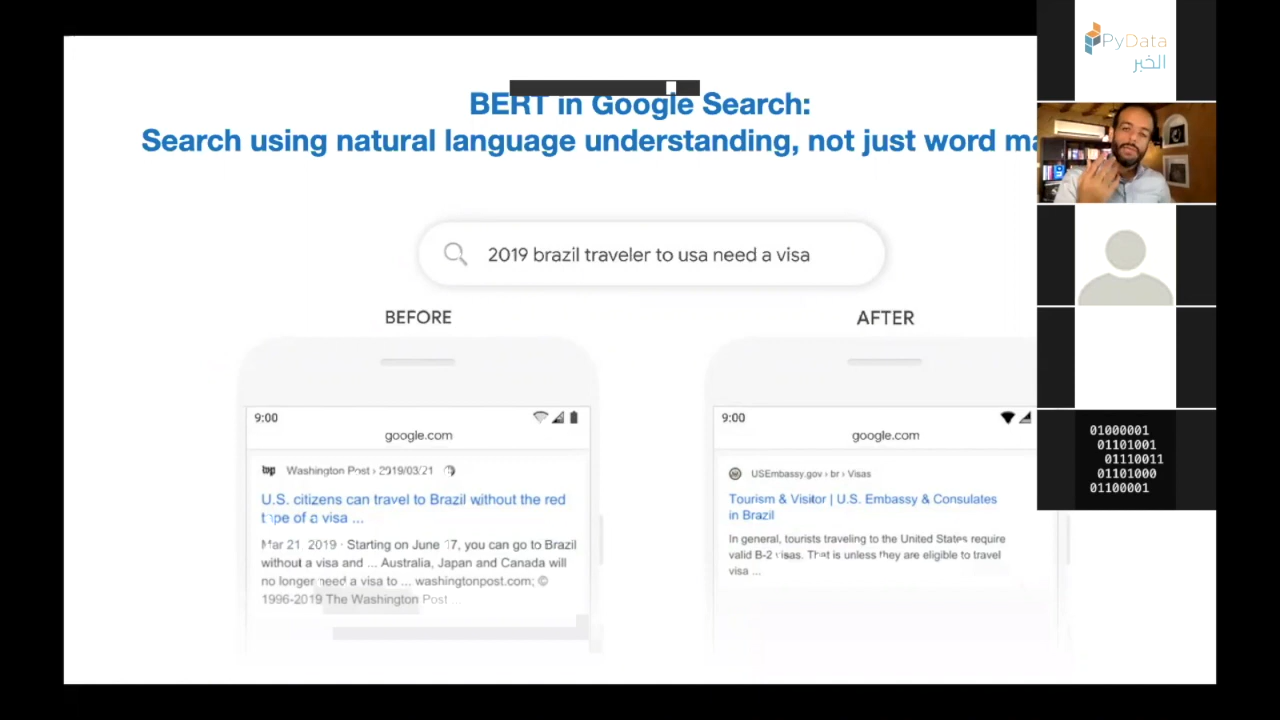 BERT in Google Search:
Search using natural language understanding, not just word
2019 brazil traveler to usa need a visa
BEFORE
9:00
google.com
Washington Post › 2019/03/21
U.S. citizens can travel to Brazil without the red
tape of a visa ...
Mar 21, 2019 · Starting on June 17, you can go to Brazil
without a visa and ... Australia, Japan and Canada will
no longer need a visa to ... washingtonpost.com; ©
1996-2019 The Washington Post ...
AFTER
9:00
google.com
USEmbassy.gov › br › Visas
Tourism & Visitor | U.S. Embassy & Consulates
in Brazil
In general, tourists traveling to the United States require
valid B-2 visas. That is unless they are eligible to travel
visa ...
PyData
الخبر
01000001
01101001
01110011
01101000
01100001